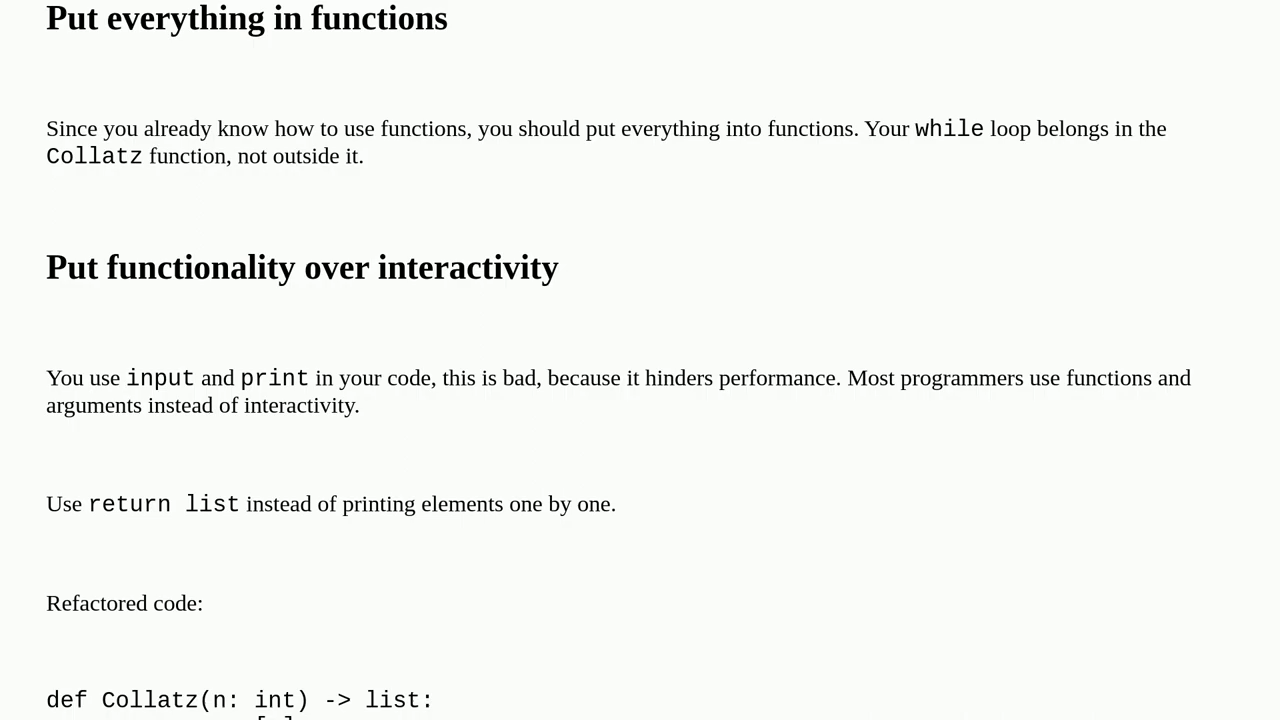 Put everything in functions
Since you already know how to use functions, you should put everything into functions. Your while loop belongs in the
Collatz function, not outside it.
Put functionality over interactivity
You use input and print in your code, this is bad, because it hinders performance. Most programmers use functions and
arguments instead of interactivity.
Use return list instead of printing elements one by one.
Refactored code:
def Collatz(n: int) -> list: